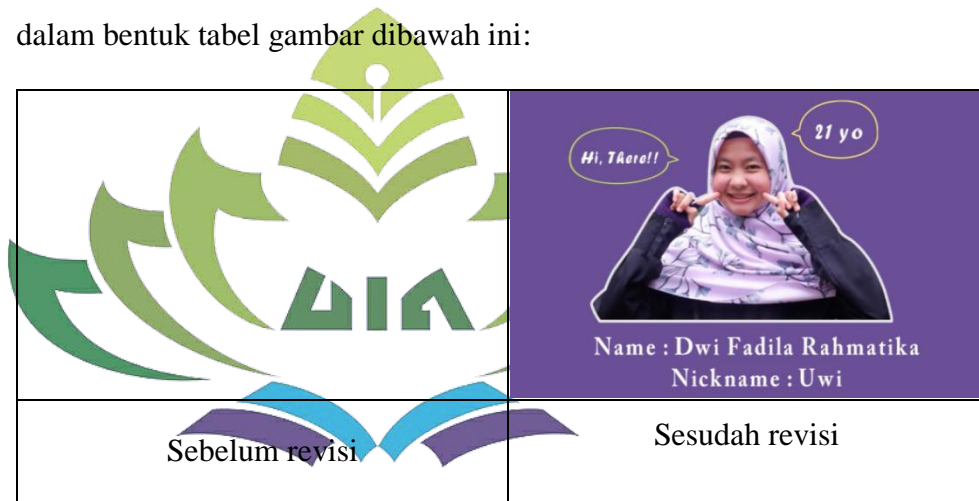 dalam bentuk tabel gambar dibawah ini:
Hi, There!!
21 yo
Name : Dwi Fadila Rahmatika
Nickname : Uwi
UIN
Sebelum revisi
Sesudah revisi